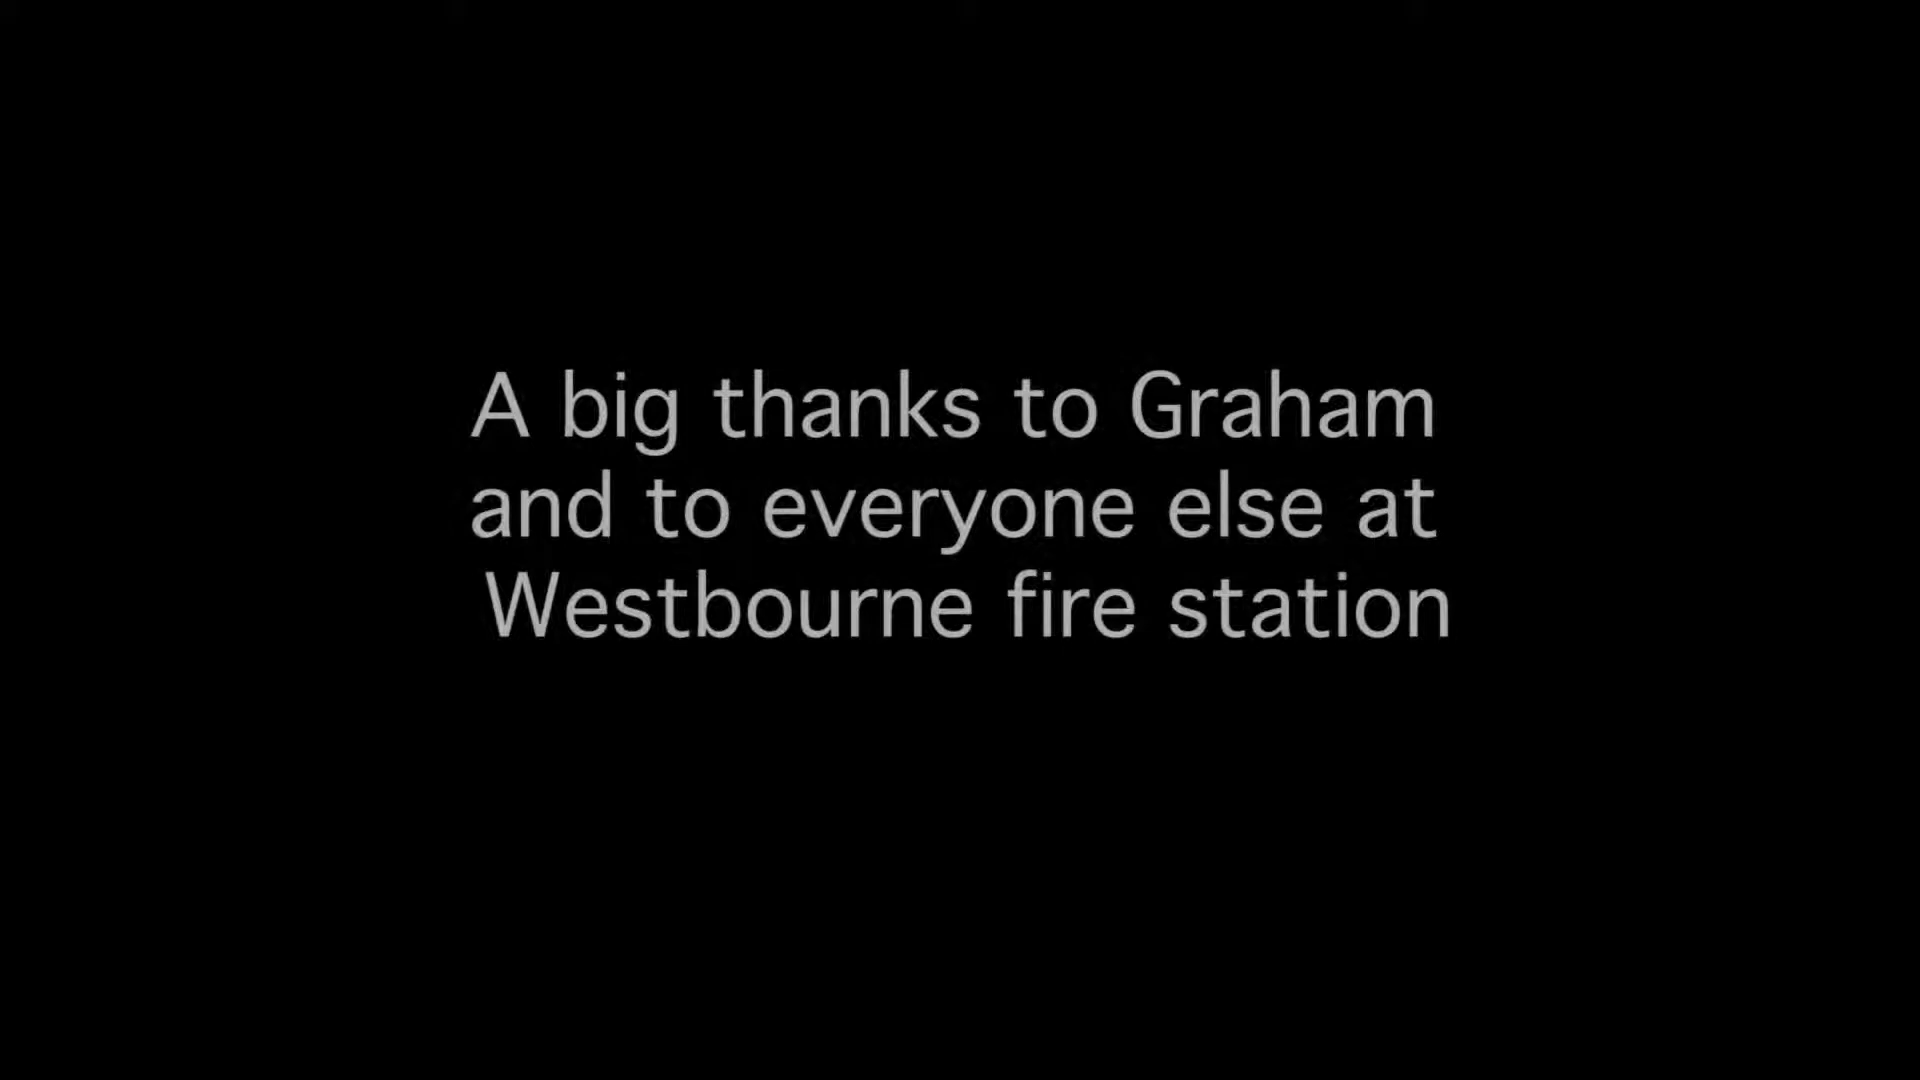 A big thanks to Graham
and to everyone else at
Westbourne fire station